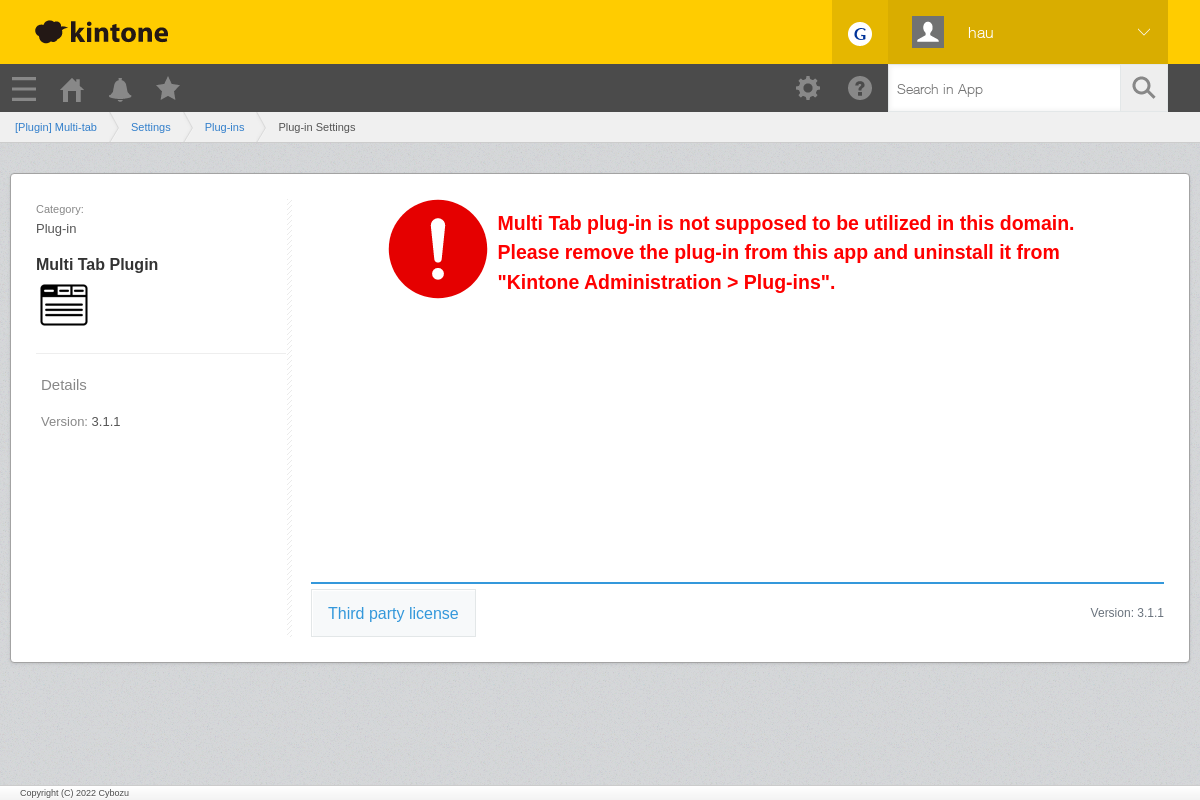 kintone
G
hau
Search in App
[Plugin] Multi-tab
Settings
Plug-ins
Plug-in Settings
Category:
Plug-in
Multi Tab Plugin
Details
Version: 3.1.1
Multi Tab plug-in is not supposed to be utilized in this domain.
Please remove the plug-in from this app and uninstall it from
"Kintone Administration > Plug-ins".
Third party license
Version: 3.1.1
Copyright (C) 2022 Cybozu